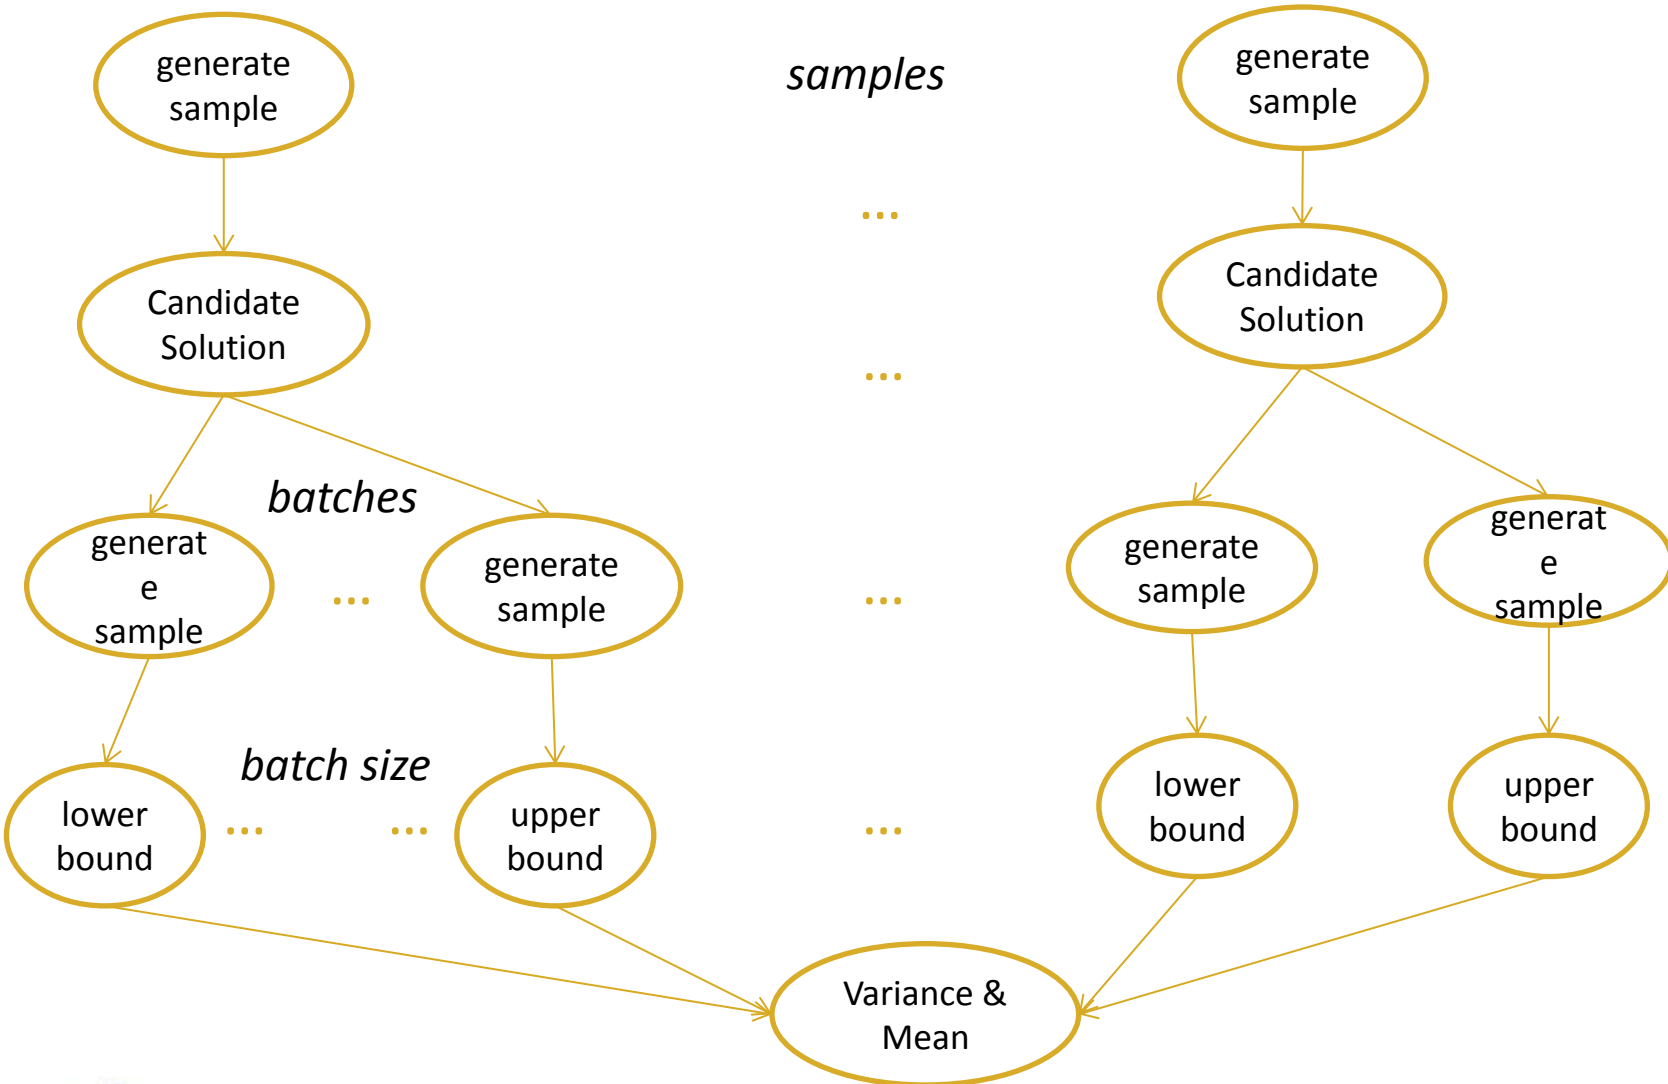 generate
sample
samples
generate
sample
...
Candidate
Solution
Candidate
Solution
...
batches
generat
e
sample
...
generate
sample
...
generate
sample
generat
e
sample
batch size
lower
bound
...
...
upper
bound
...
lower
bound
upper
bound
Variance &
Mean